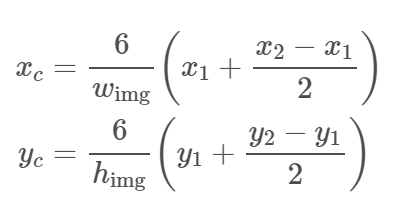 x_c = \frac{6}{w_{\text{img}}} \left( x_1 + \frac{x_2 - x_1}{2} \right)
y_c = \frac{6}{h_{\text{img}}} \left( y_1 + \frac{y_2 - y_1}{2} \right)